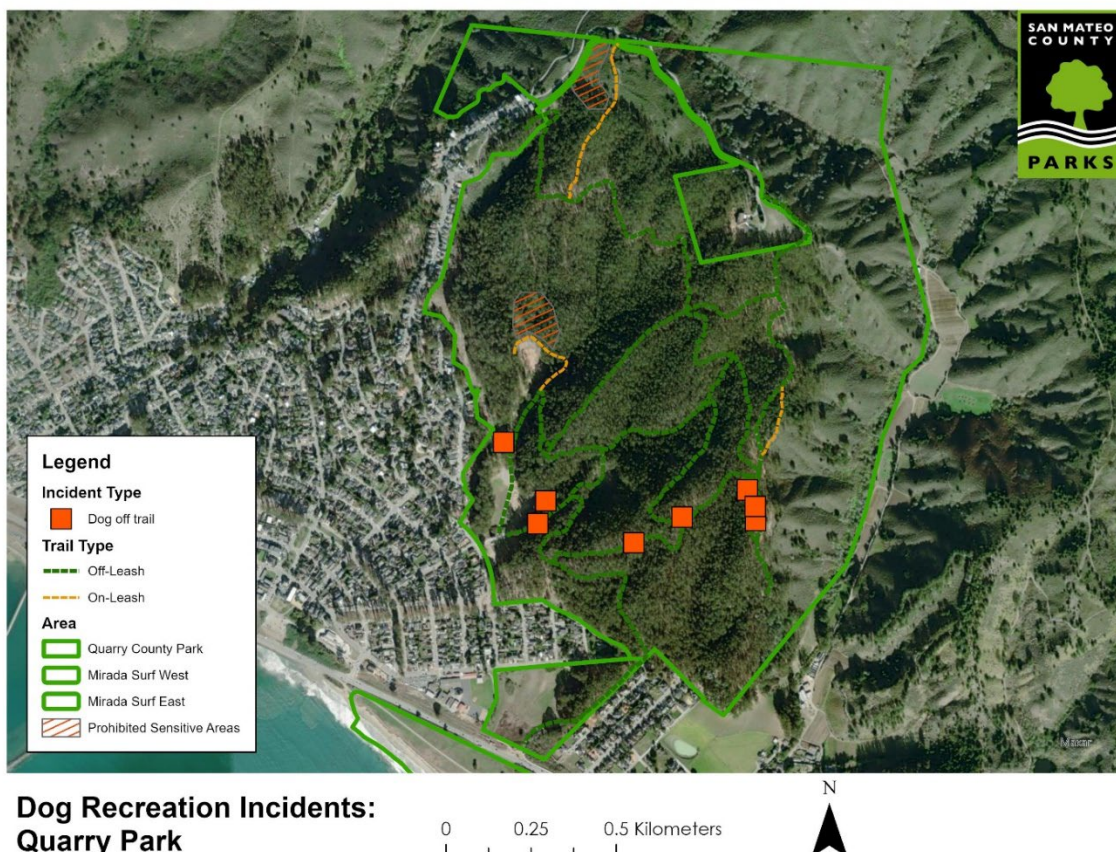 SAN MATEO
COUNTY
PARKS
Legend
Incident Type
Dog off trail
Trail Type
Off-Leash
On-Leash
Area
Quarry County Park
Mirada Surf West
Mirada Surf East
Prohibited Sensitive Areas
Maxar
Dog Recreation Incidents:
Quarry Park
0 0.25 0.5 Kilometers
N